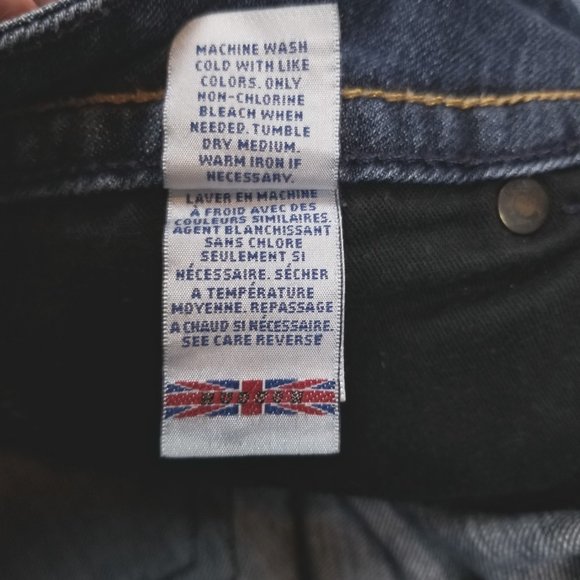 MACHINE WASH
COLD WITH LIKE
COLORS. ONLY
NON-CHLORINE
BLEACH WHEN
NEEDED. TUMBLE
DRY MEDIUM.
WARM IRON IF
NECESSARY.
LAVER EN MACHINE
À FROID AVEC DES
COULEURS SIMILAIRES.
AGENT BLANCHISSANT
SANS CHLORE
SEULEMENT SI
NÉCESSAIRE. SÉCHER
A TEMPÉRATURE
MOYENNE. REPASSAGE
A CHAUD SI NÉCESSAIRE.
SEE CARE REVERSE
HUDSON